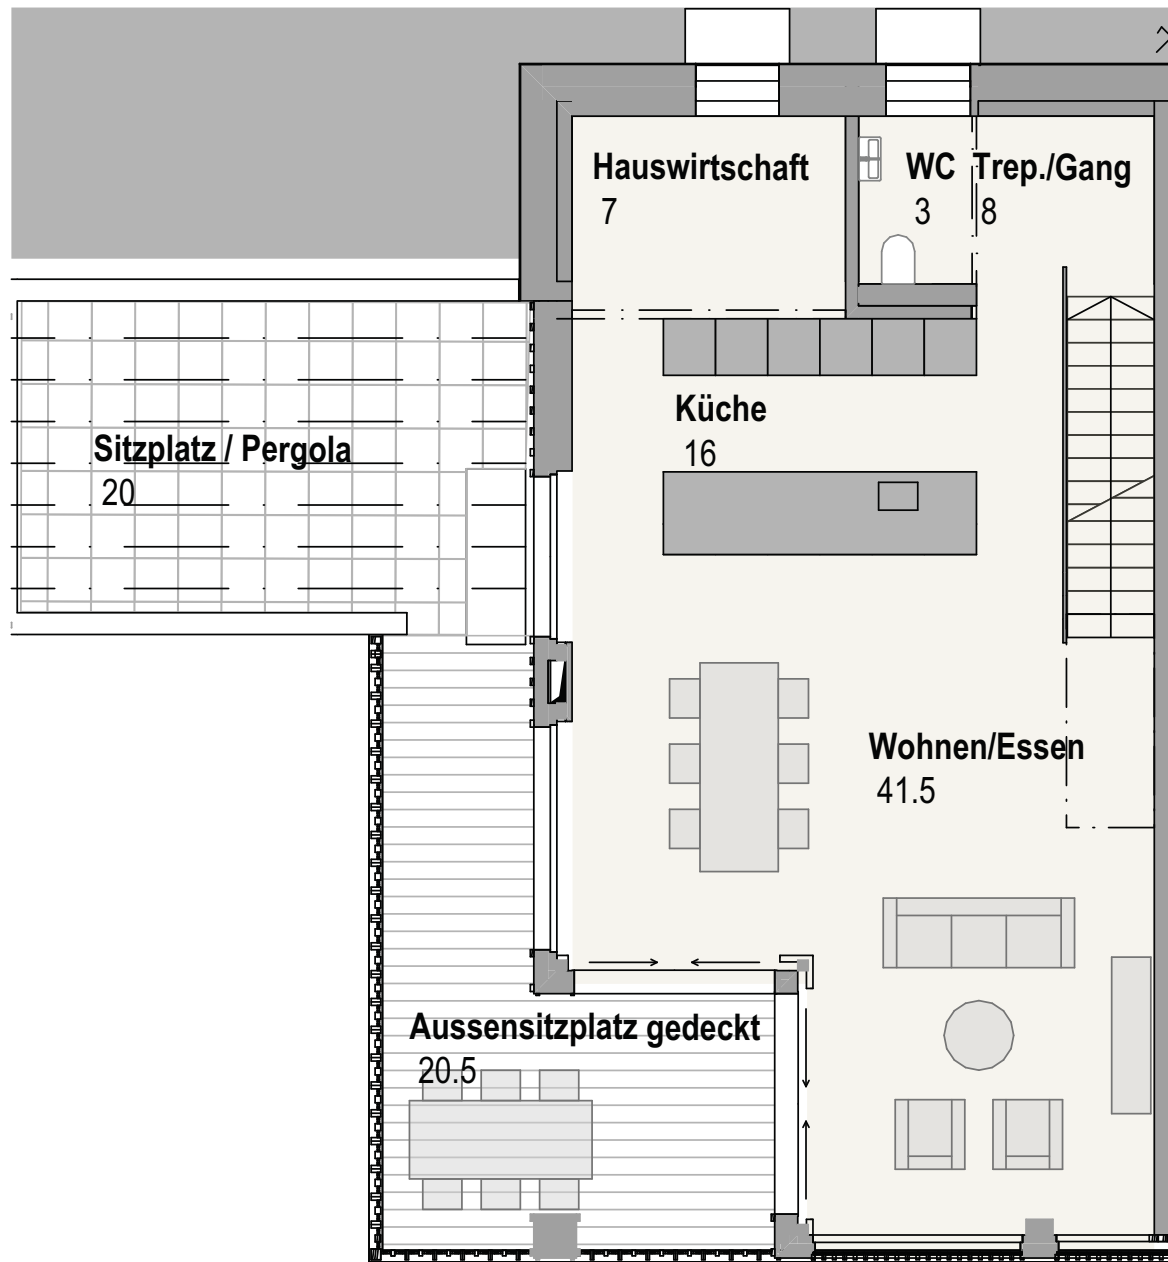 Hauswirtschaft
7
WC
3
Trep./Gang
8
Küche
16
Sitzplatz / Pergola
20
Wohnen/Essen
41.5
Aussensitzplatz gedeckt
20.5